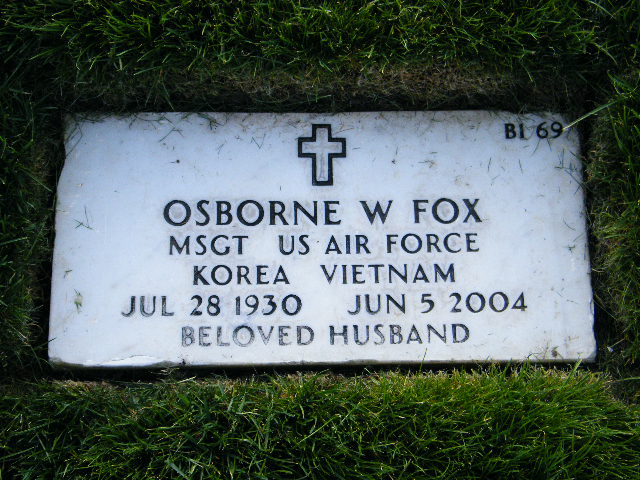 B1 69
OSBORNE W FOX
MSGT US AIR FORCE
KOREA VIETNAM
JUL 28 1930 JUN 5 2004
BELOVED HUSBAND